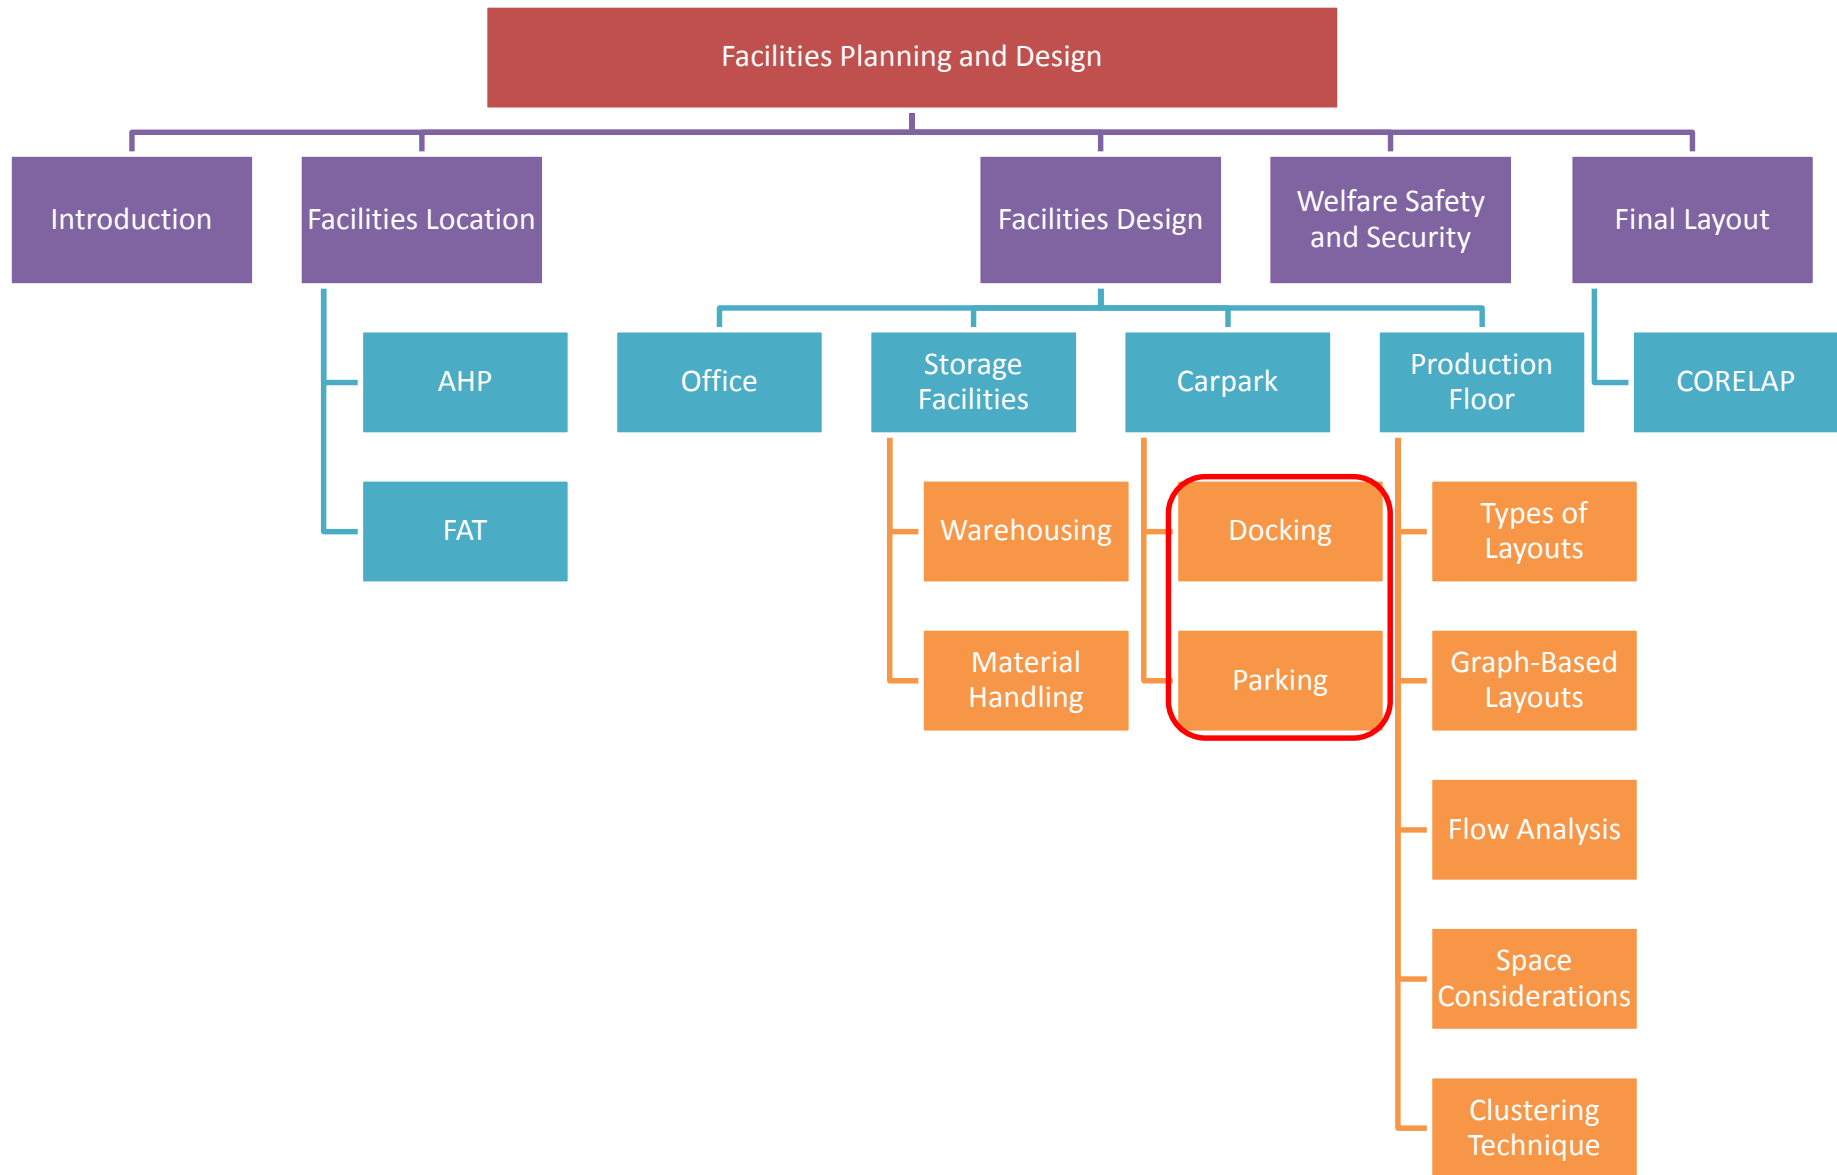 Facilities Planning and Design
Introduction
Facilities Location
Facilities Design
Welfare Safety
and Security
Final Layout
AHP
Office
Storage
Facilities
Carpark
Production
Floor
CORELAP
FAT
Warehousing
Docking
Types of
Layouts
Material
Handling
Parking
Graph-Based
Layouts
Flow Analysis
Space
Considerations
Clustering
Technique